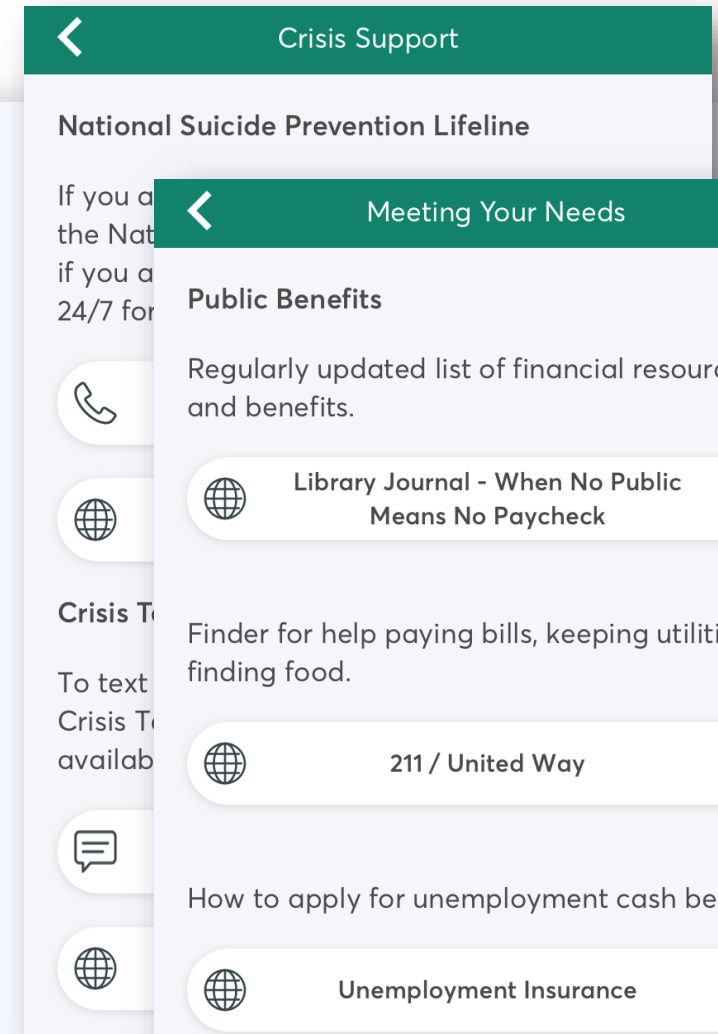 Crisis Support
National Suicide Prevention Lifeline
If you a
the Nat
if you a
24/7 for
Crisis T
To text
Crisis T
availab
Meeting Your Needs
Public Benefits
Regularly updated list of financial resourc
and benefits.
Library Journal - When No Public
Means No Paycheck
Finder for help paying bills, keeping utiliti
finding food.
211 / United Way
How to apply for unemployment cash be
Unemployment Insurance